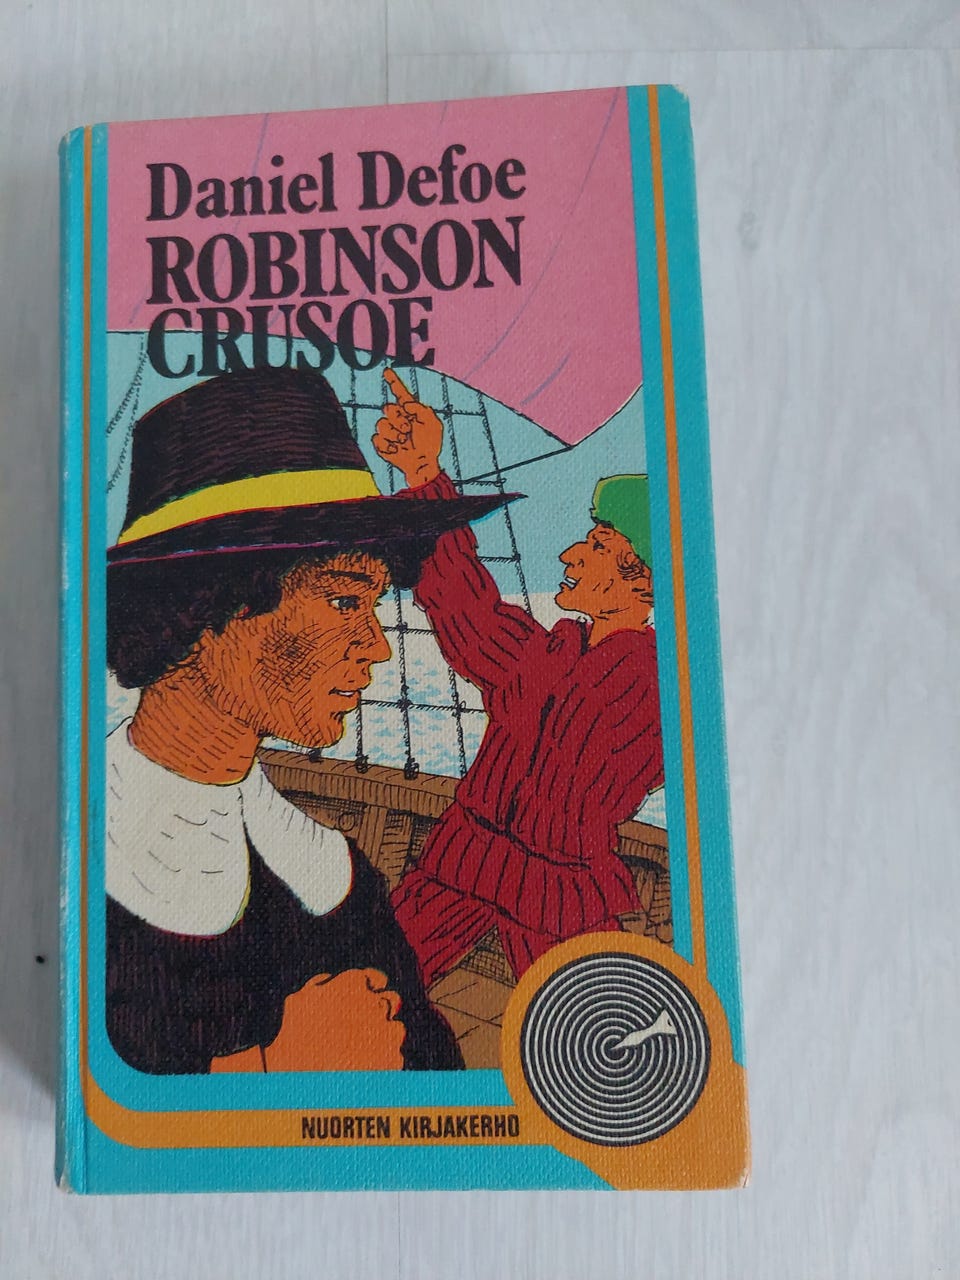 Daniel Defoe
ROBINSON
CRUSOE
NUORTEN KIRJAKERHO